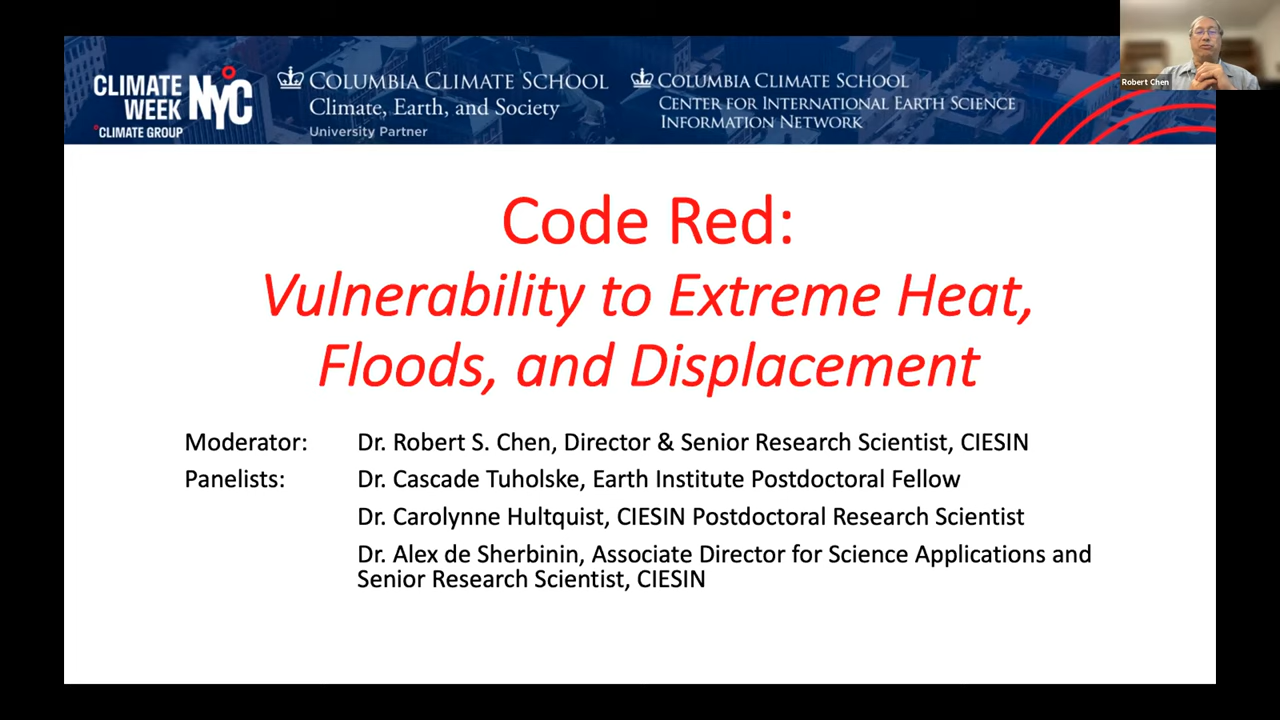 Robert Chen
CLIMATE
WEEK NYC
°CLIMATE GROUP
COLUMBIA CLIMATE SCHOOL
Climate, Earth, and Society
University Partner
COLUMBIA CLIMATE SCHOOL
CENTER FOR INTERNATIONAL EARTH SCIENCE
INFORMATION NETWORK
Code Red:
Vulnerability to Extreme Heat,
Floods, and Displacement
Moderator: Dr. Robert S. Chen, Director & Senior Research Scientist, CIESIN
Panelists: Dr. Cascade Tuholske, Earth Institute Postdoctoral Fellow
Dr. Carolynne Hultquist, CIESIN Postdoctoral Research Scientist
Dr. Alex de Sherbinin, Associate Director for Science Applications and
Senior Research Scientist, CIESIN